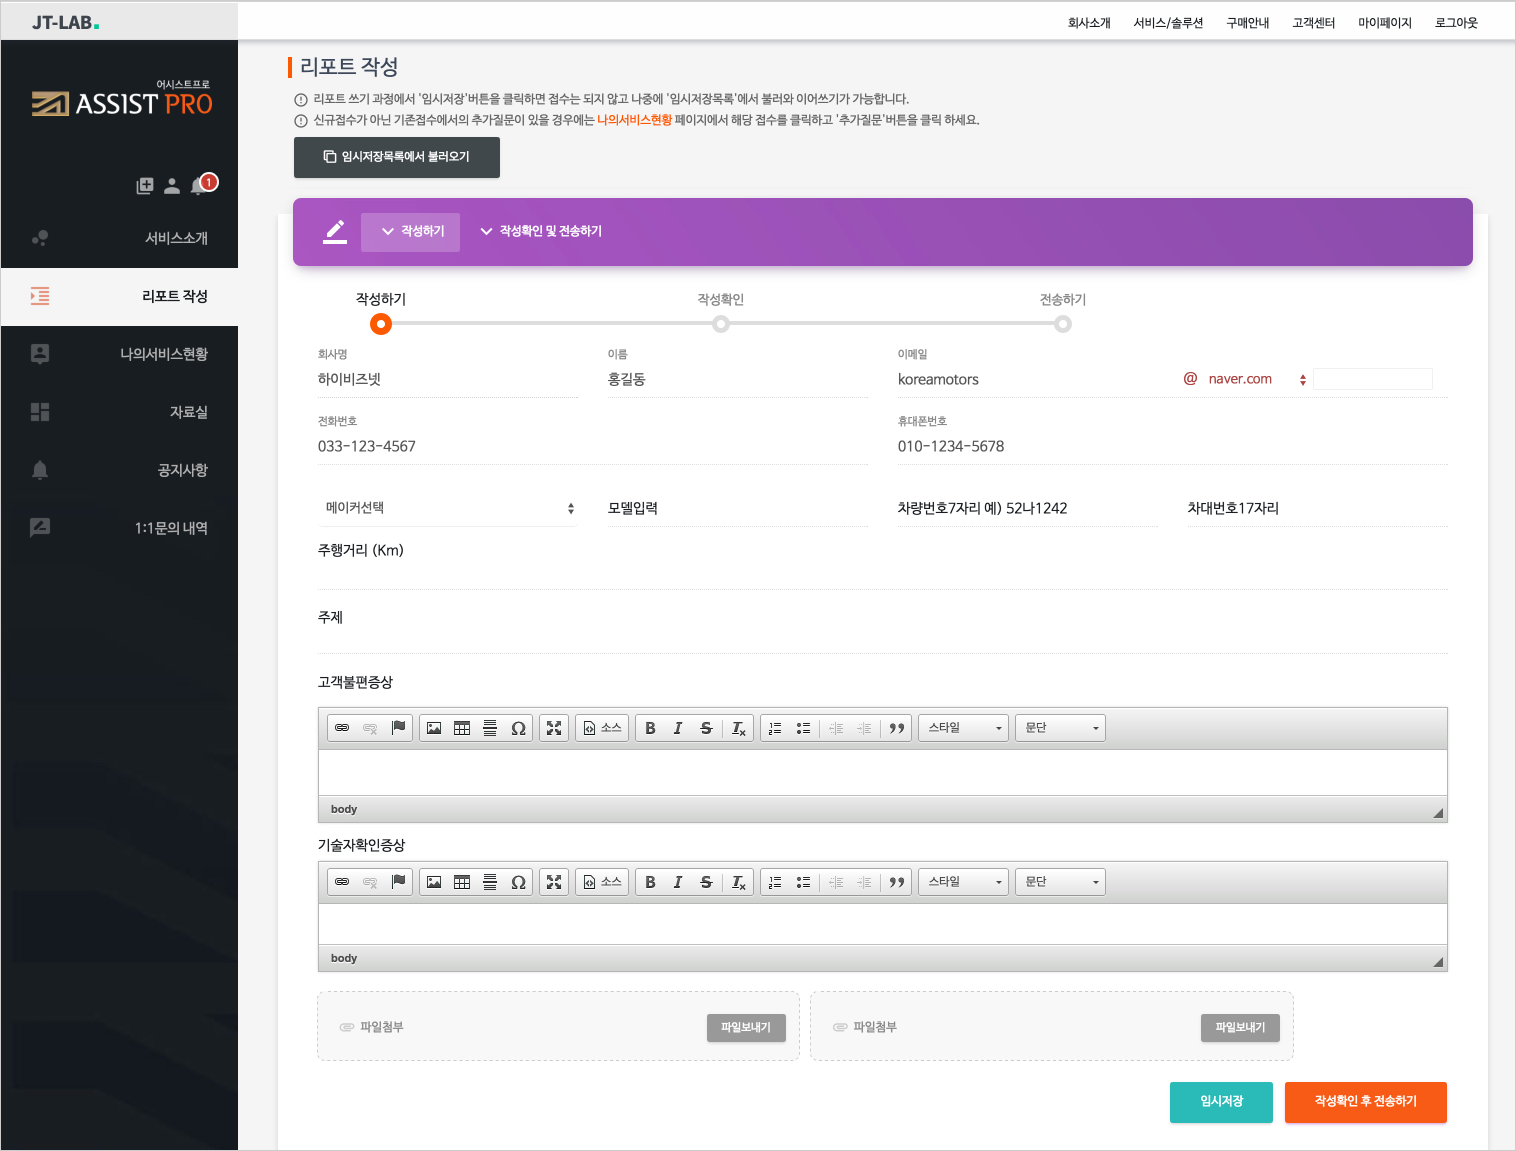 JT-LAB.
회사소개 서비스/솔루션 구매안내 고객센터 마이페이지 로그아웃
어시스트프로
ASSIST PRO
1
서비스소개
리포트 작성
나의서비스현황
자료실
공지사항
1:1문의 내역
리포트 작성
리포트 쓰기 과정에서 '임시저장'버튼을 클릭하면 접수는 되지 않고 나중에 '임시저장목록'에서 불러와 이어쓰기가 가능합니다.
신규접수가 아닌 기존접수에서의 추가질문이 있을 경우에는 나의서비스현황 페이지에서 해당 접수를 클릭하고 '추가질문'버튼을 클릭 하세요.
임시저장목록에서 불러오기
작성하기 작성확인 및 전송하기
작성하기 작성확인 전송하기
회사명 이름 이메일
하이비즈넷 홍길동 koreamotors @ naver.com
전화번호 휴대폰번호
033-123-4567 010-1234-5678
메이커선택 모델입력 차량번호7자리 예) 52나1242 차대번호17자리
주행거리 (Km)
주제
고객불편증상
소스 B I S Ix 스타일 문단
body
기술자확인증상
소스 B I S Ix 스타일 문단
body
파일첨부 파일보내기 파일첨부 파일보내기
임시저장 작성확인 후 전송하기